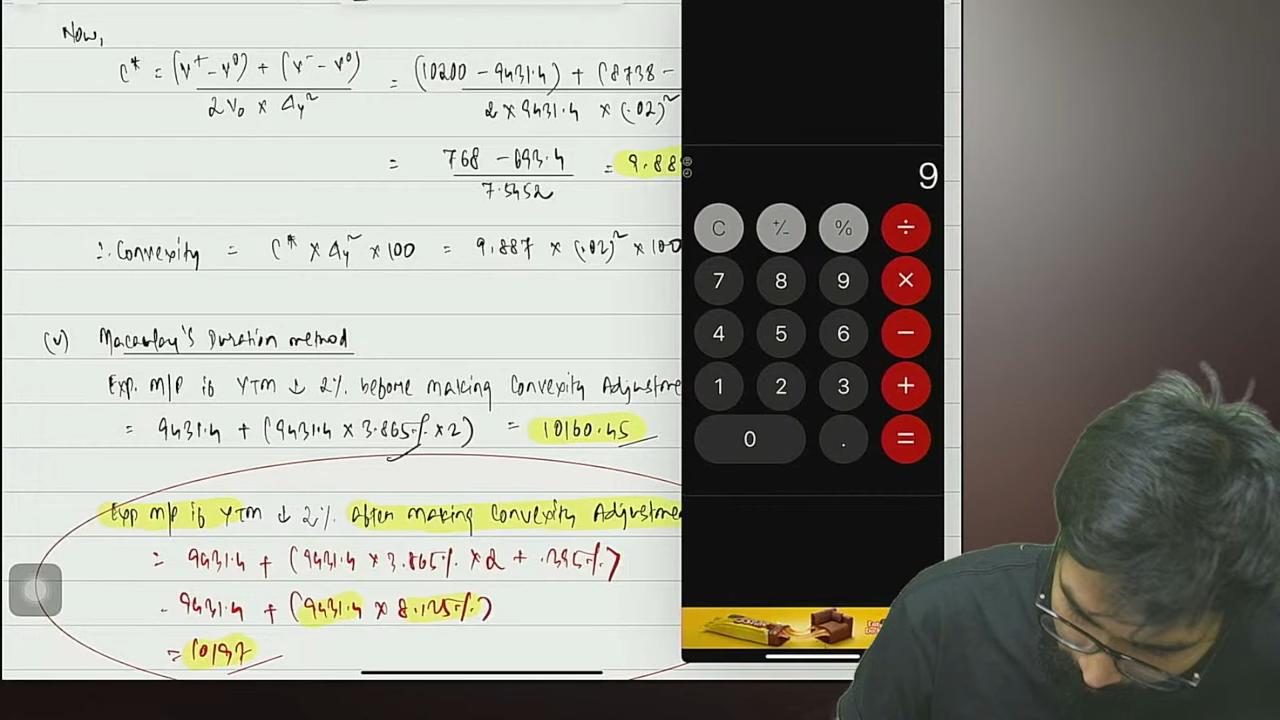 Now,
C* = (V⁺ - V⁰) + (V⁻ - V⁰) = (10200 - 9431.4) + (8738 -
2V₀ × Δy² 2 × 9431.4 × (.02)²
= 768 - 693.4 = 9.88
7.5452
9
C +/- % ÷
∴ Convexity = C* × Δy² × 100 = 9.887 × (.02)² × 100
7 8 9 ×
(v) Macaulay's Duration method
4 5 6 −
Exp. M/P if YTM ↓ 2%. before making Convexity Adjustme
1 2 3 +
= 9431.4 + (9431.4 × 3.865% × 2) = 10160.45
0 . =
Exp M/P if YTM ↓ 2%. after making Convexity Adjustme
= 9431.4 + (9431.4 × 3.865% × 2 + .395%)
= 9431.4 + (9431.4 × 8.125%)
= 10197